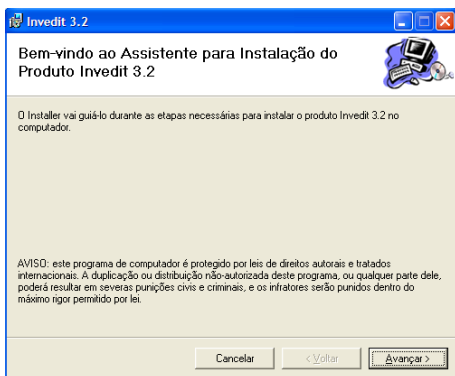 Invedit 3.2
Bem-vindo ao Assistente para Instalação do
Produto Invedit 3.2
O Installer vai guiá-lo durante as etapas necessárias para instalar o produto Invedit 3.2 no
computador.
AVISO: este programa de computador é protegido por leis de direitos autorais e tratados
internacionais. A duplicação ou distribuição não-autorizada deste programa, ou qualquer parte dele,
poderá resultar em severas punições civis e criminais, e os infratores serão punidos dentro do
máximo rigor permitido por lei.
Cancelar < Voltar Avançar >